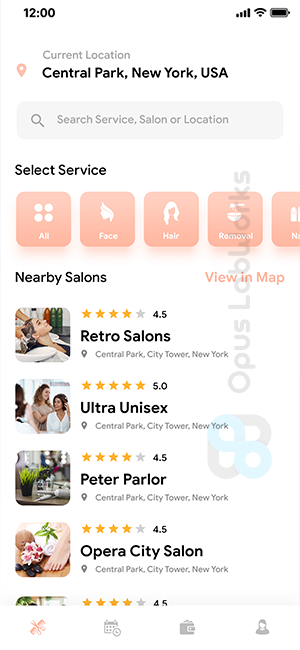 12:00
Current Location
Central Park, New York, USA
Search Service, Salon or Location
Select Service
All
Face
Hair
Removal
Na
Nearby Salons
View in Map
4.5
Retro Salons
Central Park, City Tower, New York
5.0
Ultra Unisex
Central Park, City Tower, New York
4.5
Peter Parlor
Central Park, City Tower, New York
4.5
Opera City Salon
Central Park, City Tower, New York
4.5
Opus Labworks